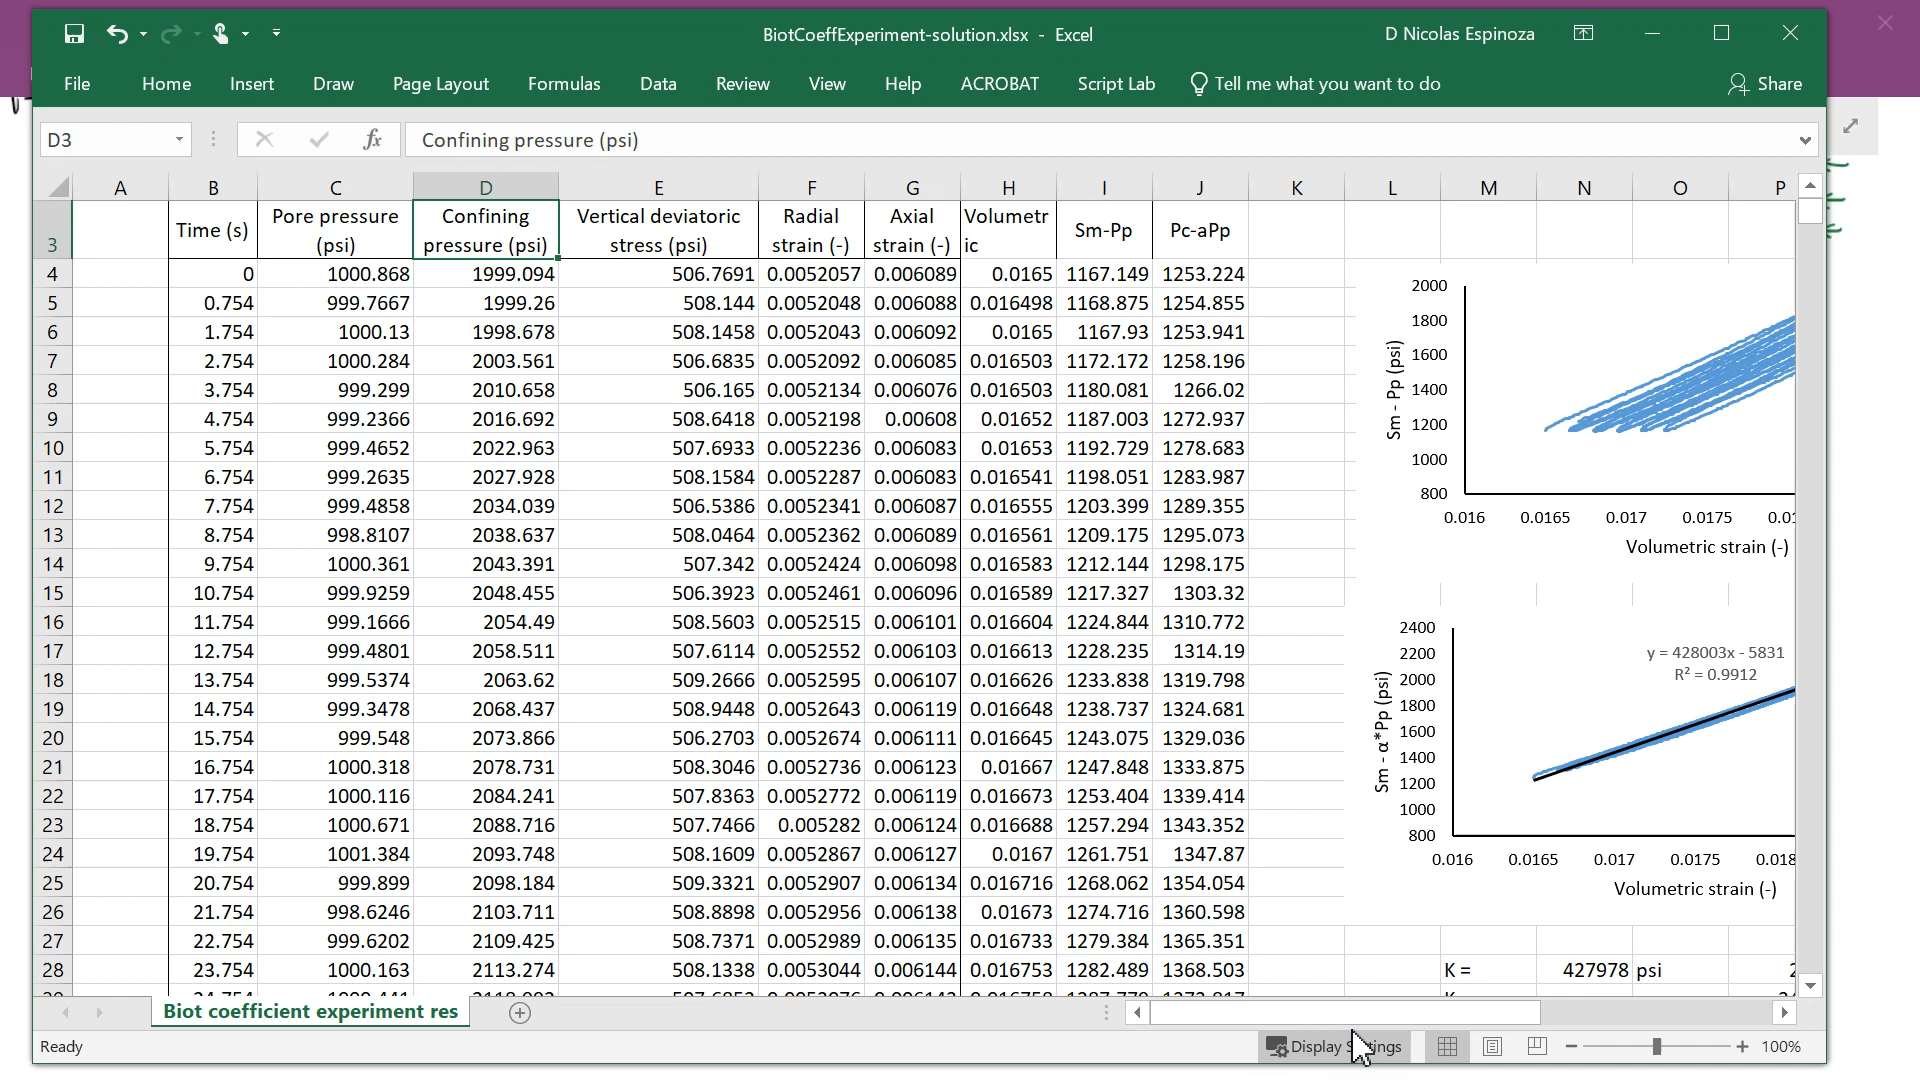 BiotCoeffExperiment-solution.xlsx - Excel
D Nicolas Espinoza
File Home Insert Draw Page Layout Formulas Data Review View Help ACROBAT Script Lab Tell me what you want to do Share
D3 fx Confining pressure (psi)
A B C D E F G H I J K L M N O P
3 Time (s) Pore pressure (psi) Confining pressure (psi) Vertical deviatoric stress (psi) Radial strain (-) Axial strain (-) Volumetric Sm-Pp Pc-aPp
4 0 1000.868 1999.094 506.7691 0.0052057 0.006089 0.0165 1167.149 1253.224
5 0.754 999.7667 1999.26 508.144 0.0052048 0.006088 0.016498 1168.875 1254.855
6 1.754 1000.13 1998.678 508.1458 0.0052043 0.006092 0.0165 1167.93 1253.941
7 2.754 1000.284 2003.561 506.6835 0.0052092 0.006085 0.016503 1172.172 1258.196
8 3.754 999.299 2010.658 506.165 0.0052134 0.006076 0.016503 1180.081 1266.02
9 4.754 999.2366 2016.692 508.6418 0.0052198 0.00608 0.01652 1187.003 1272.937
10 5.754 999.4652 2022.963 507.6933 0.0052236 0.006083 0.01653 1192.729 1278.683
11 6.754 999.2635 2027.928 508.1584 0.0052287 0.006083 0.016541 1198.051 1283.987
12 7.754 999.4858 2034.039 506.5386 0.0052341 0.006087 0.016555 1203.399 1289.355
13 8.754 998.8107 2038.637 508.0464 0.0052362 0.006089 0.016561 1209.175 1295.073
14 9.754 1000.361 2043.391 507.342 0.0052424 0.006098 0.016583 1212.144 1298.175
15 10.754 999.9259 2048.455 506.3923 0.0052461 0.006096 0.016589 1217.327 1303.32
16 11.754 999.1666 2054.49 508.5603 0.0052515 0.006101 0.016604 1224.844 1310.772
17 12.754 999.4801 2058.511 507.6114 0.0052552 0.006103 0.016613 1228.235 1314.19
18 13.754 999.5374 2063.62 509.2666 0.0052595 0.006107 0.016626 1233.838 1319.798
19 14.754 999.3478 2068.437 508.9448 0.0052643 0.006119 0.016648 1238.737 1324.681
20 15.754 999.548 2073.866 506.2703 0.0052674 0.006111 0.016645 1243.075 1329.036
21 16.754 1000.318 2078.731 508.3046 0.0052736 0.006123 0.01667 1247.848 1333.875
22 17.754 1000.116 2084.241 507.8363 0.0052772 0.006119 0.016673 1253.404 1339.414
23 18.754 1000.671 2088.716 507.7466 0.005282 0.006124 0.016688 1257.294 1343.352
24 19.754 1001.384 2093.748 508.1609 0.0052867 0.006127 0.0167 1261.751 1347.87
25 20.754 999.899 2098.184 509.3321 0.0052907 0.006134 0.016716 1268.062 1354.054
26 21.754 998.6246 2103.711 508.8898 0.0052956 0.006138 0.01673 1274.716 1360.598
27 22.754 999.6202 2109.425 508.7371 0.0052989 0.006135 0.016733 1279.384 1365.351
28 23.754 1000.163 2113.274 508.1338 0.0053044 0.006144 0.016753 1282.489 1368.503
2000
1800
1600
1400
1200
1000
800
Sm - Pp (psi)
0.016 0.0165 0.017 0.0175
Volumetric strain (-)
2400
2200
2000
1800
1600
1400
1200
1000
800
Sm - α*Pp (psi)
y = 428003x - 5831
R² = 0.9912
0.016 0.0165 0.017 0.0175 0.018
Volumetric strain (-)
K = 427978 psi
Biot coefficient experiment res
Ready
Display
100%